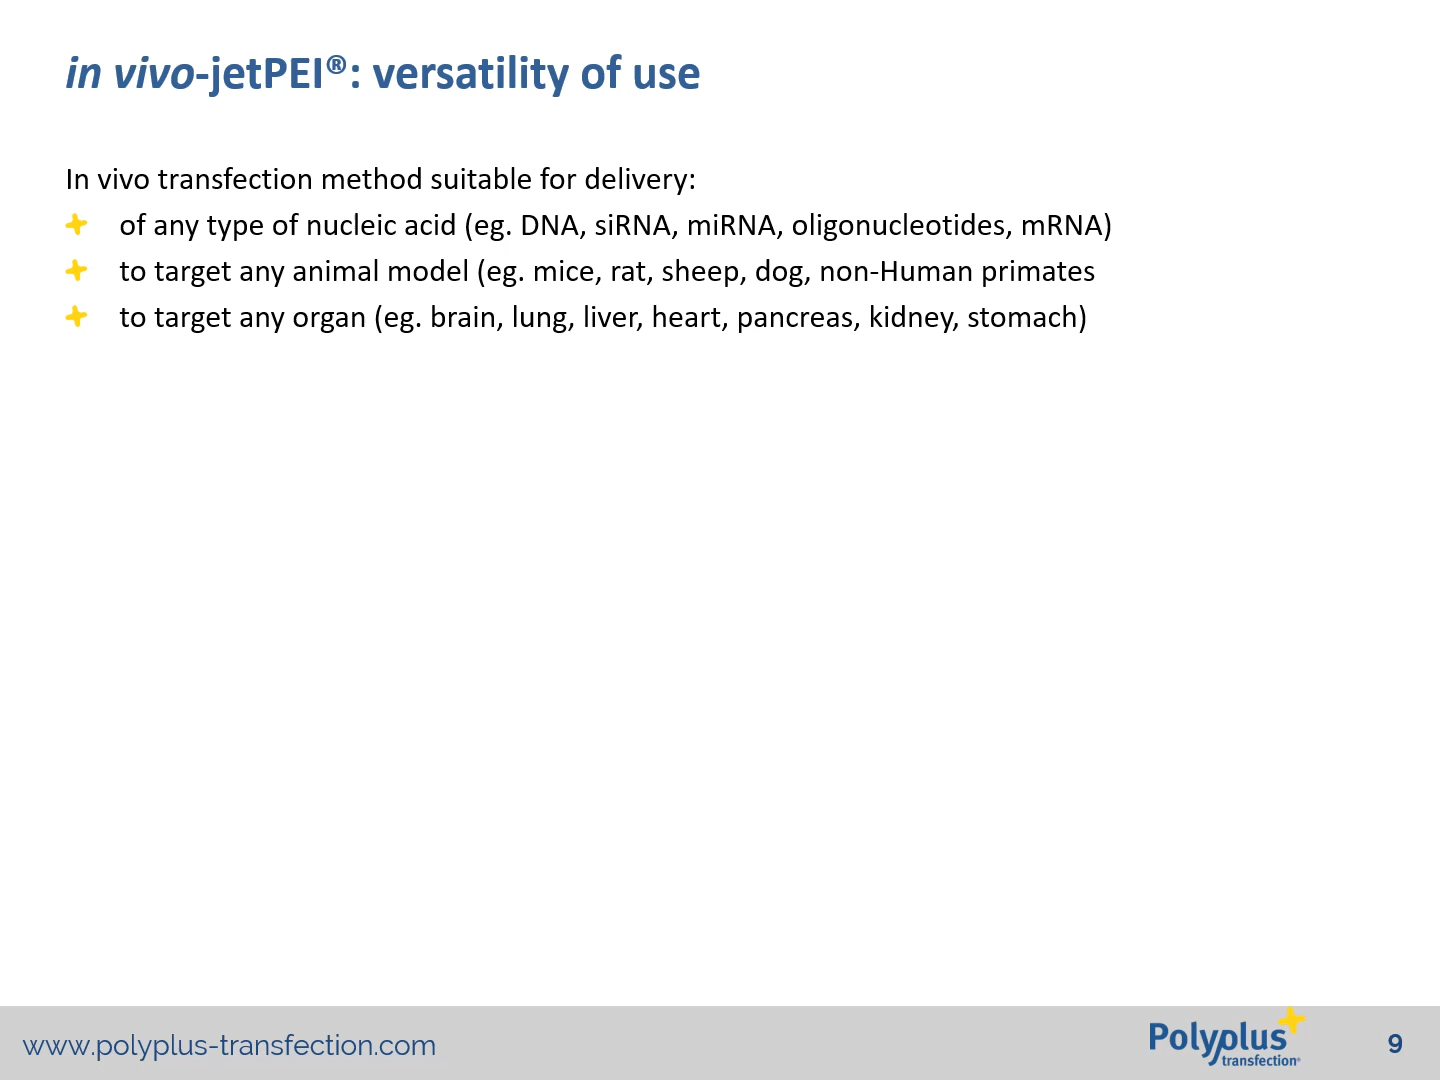 in vivo-jetPEI®: versatility of use
In vivo transfection method suitable for delivery:
of any type of nucleic acid (eg. DNA, siRNA, miRNA, oligonucleotides, mRNA)
to target any animal model (eg. mice, rat, sheep, dog, non-Human primates
to target any organ (eg. brain, lung, liver, heart, pancreas, kidney, stomach)
www.polyplus-transfection.com
Polyplus
transfection®
9